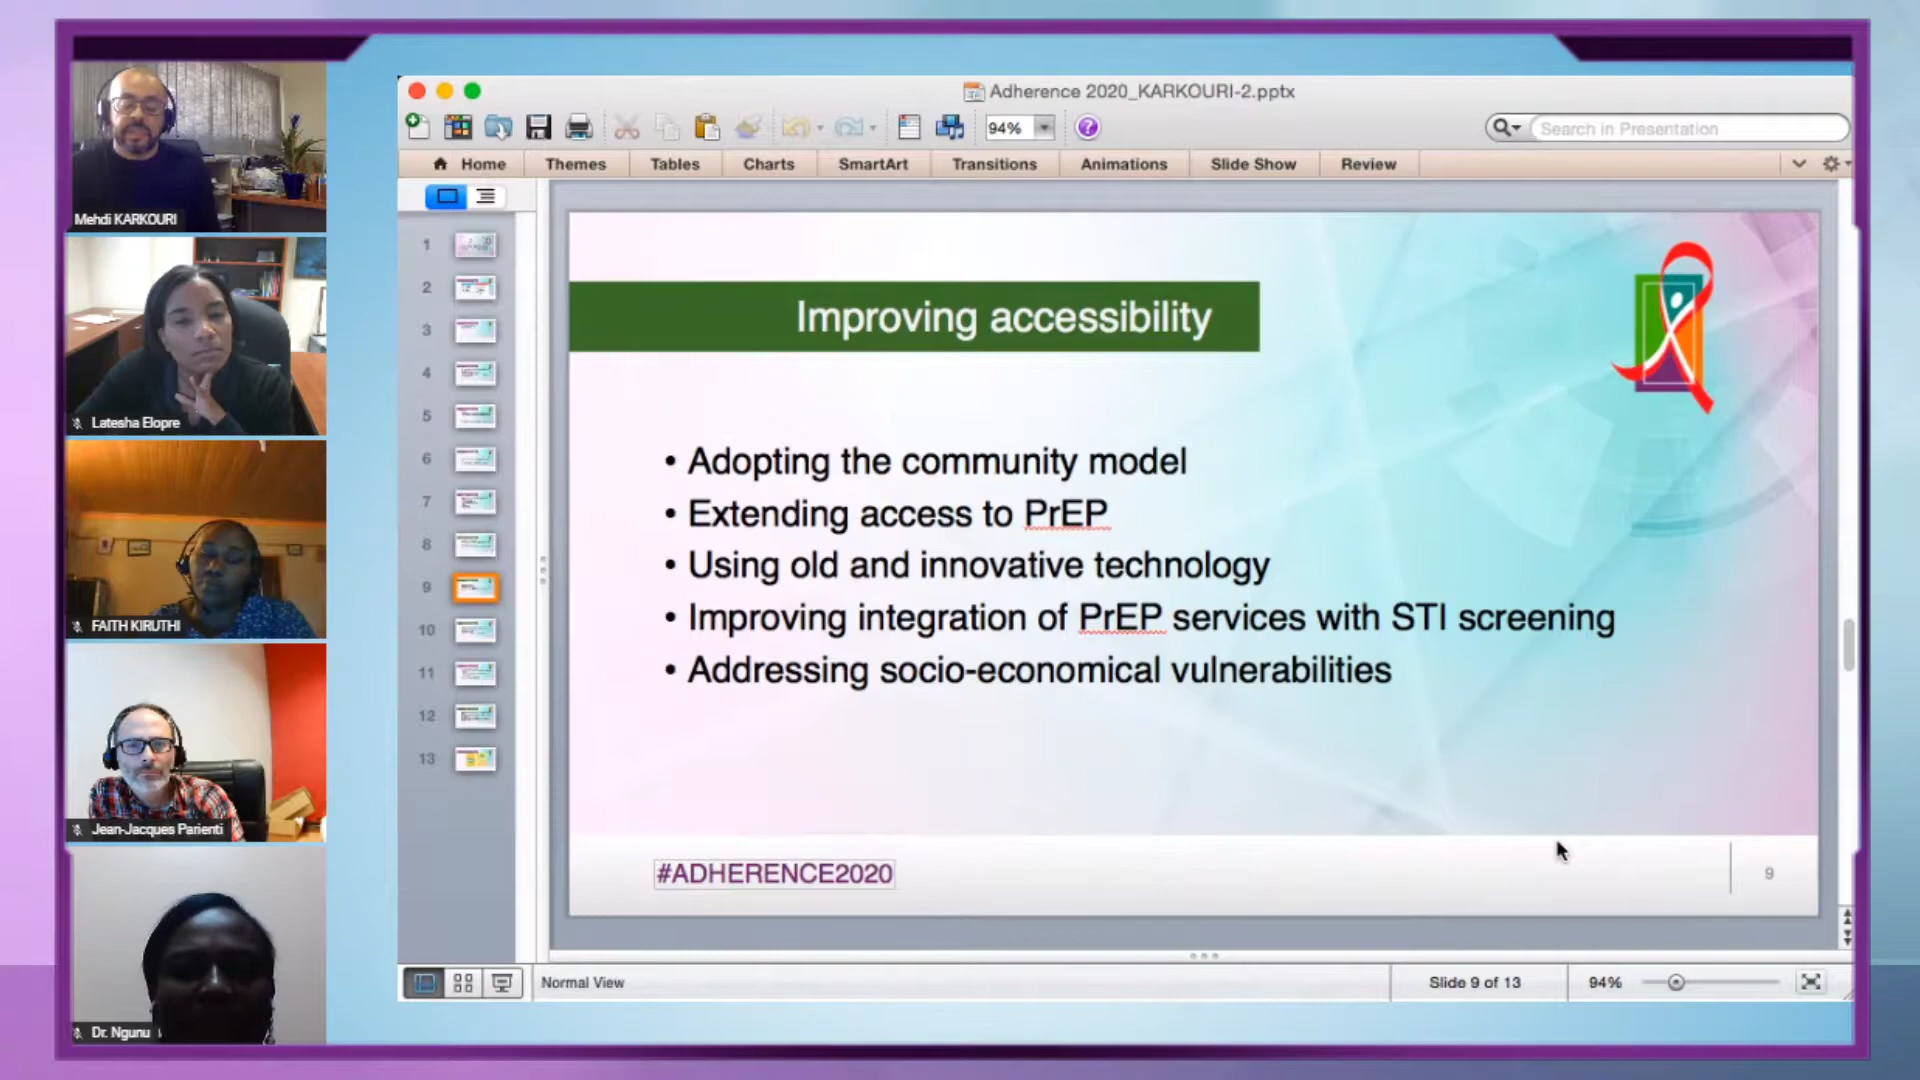 Mehdi KARKOURI
Latesha Elopre
FAITH KIRUTHI
Jean-Jacques Parienti
Dr. Ngunu
Adherence 2020_KARKOURI-2.pptx
94%
Search in Presentation
Home Themes Tables Charts SmartArt Transitions Animations Slide Show Review
1
2
3
4
5
6
7
8
9
10
11
12
13
Improving accessibility
• Adopting the community model
• Extending access to PrEP
• Using old and innovative technology
• Improving integration of PrEP services with STI screening
• Addressing socio-economical vulnerabilities
#ADHERENCE2020
9
Normal View
Slide 9 of 13
94%